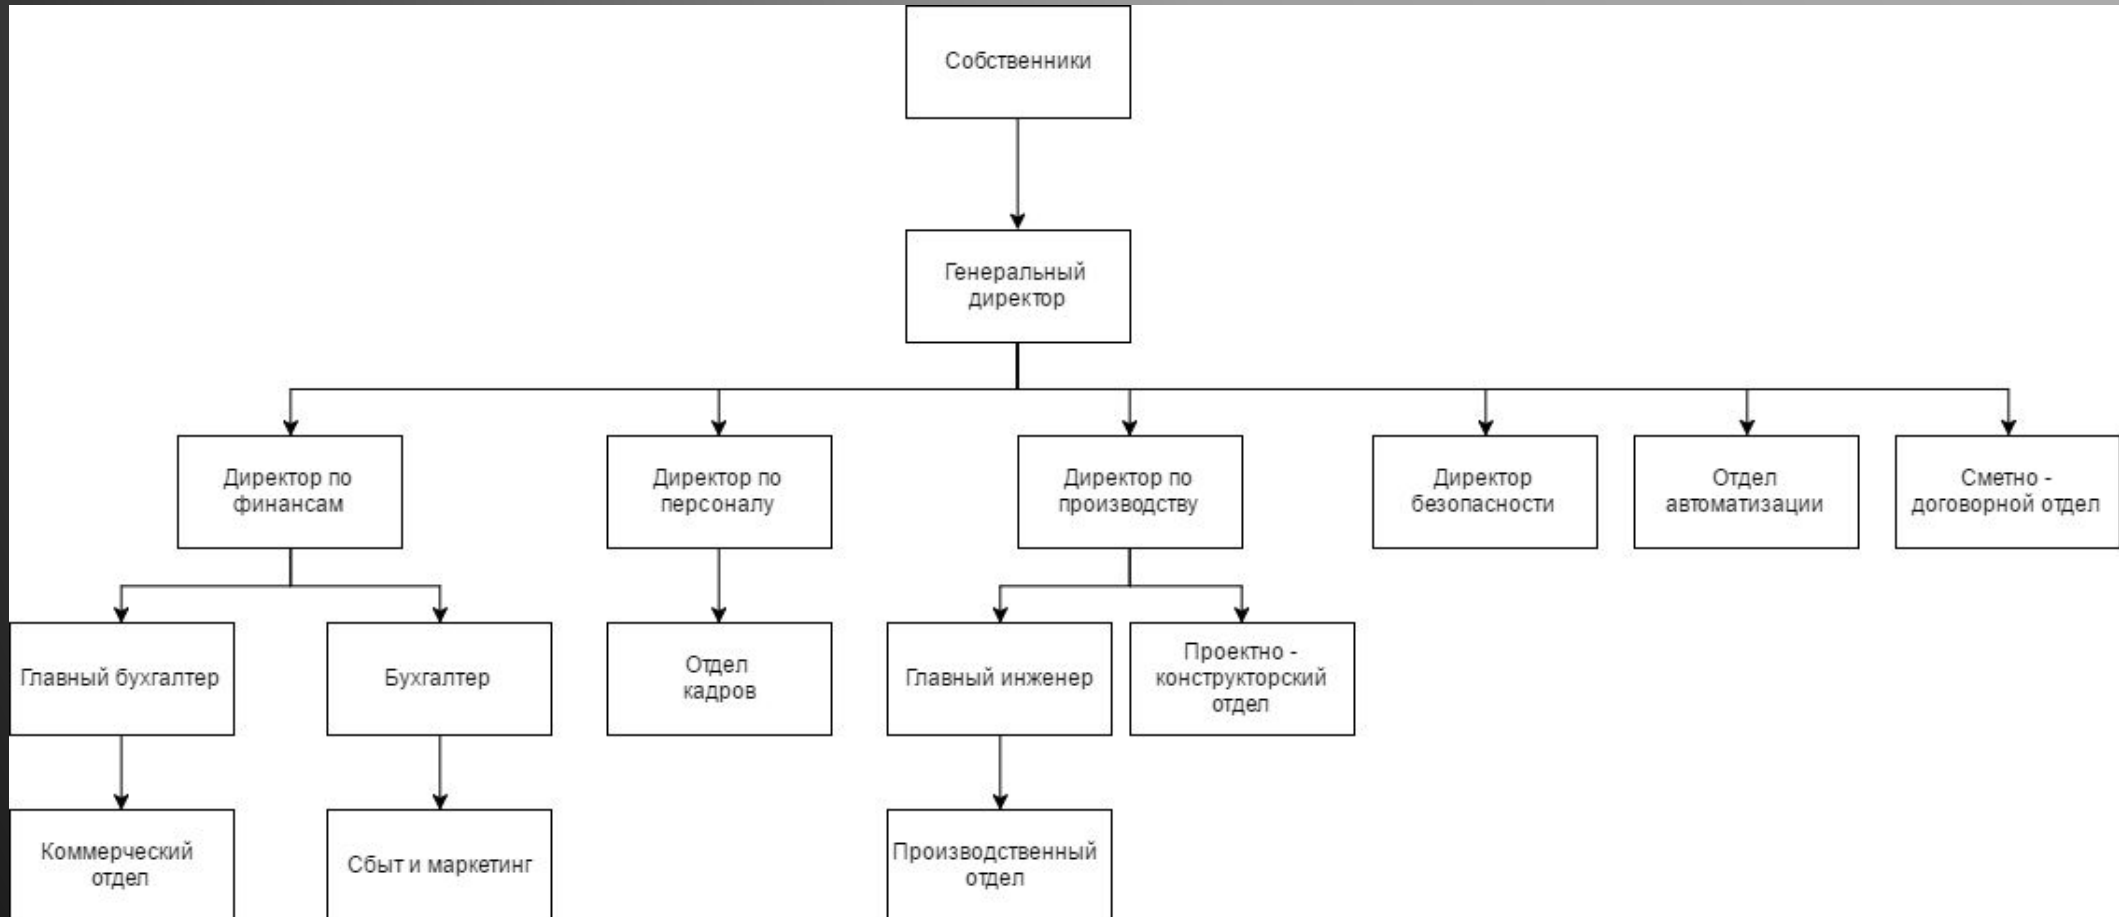 Собственники
Генеральный
директор
Директор по
финансам
Директор по
персоналу
Директор по
производству
Директор
безопасности
Отдел
автоматизации
Сметно -
договорной отдел
Главный бухгалтер
Бухгалтер
Отдел
кадров
Главный инженер
Проектно -
конструкторский
отдел
Коммерческий
отдел
Сбыт и маркетинг
Производственный
отдел